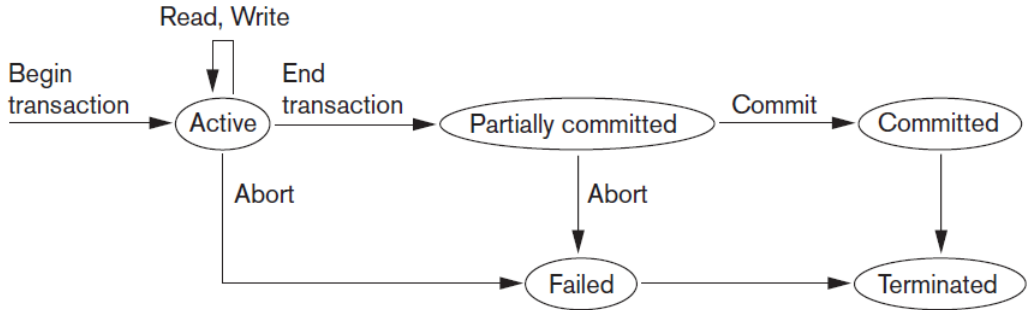 Read, Write
Begin
transaction
Active
End
transaction
Partially committed
Commit
Committed
Abort
Abort
Failed
Terminated